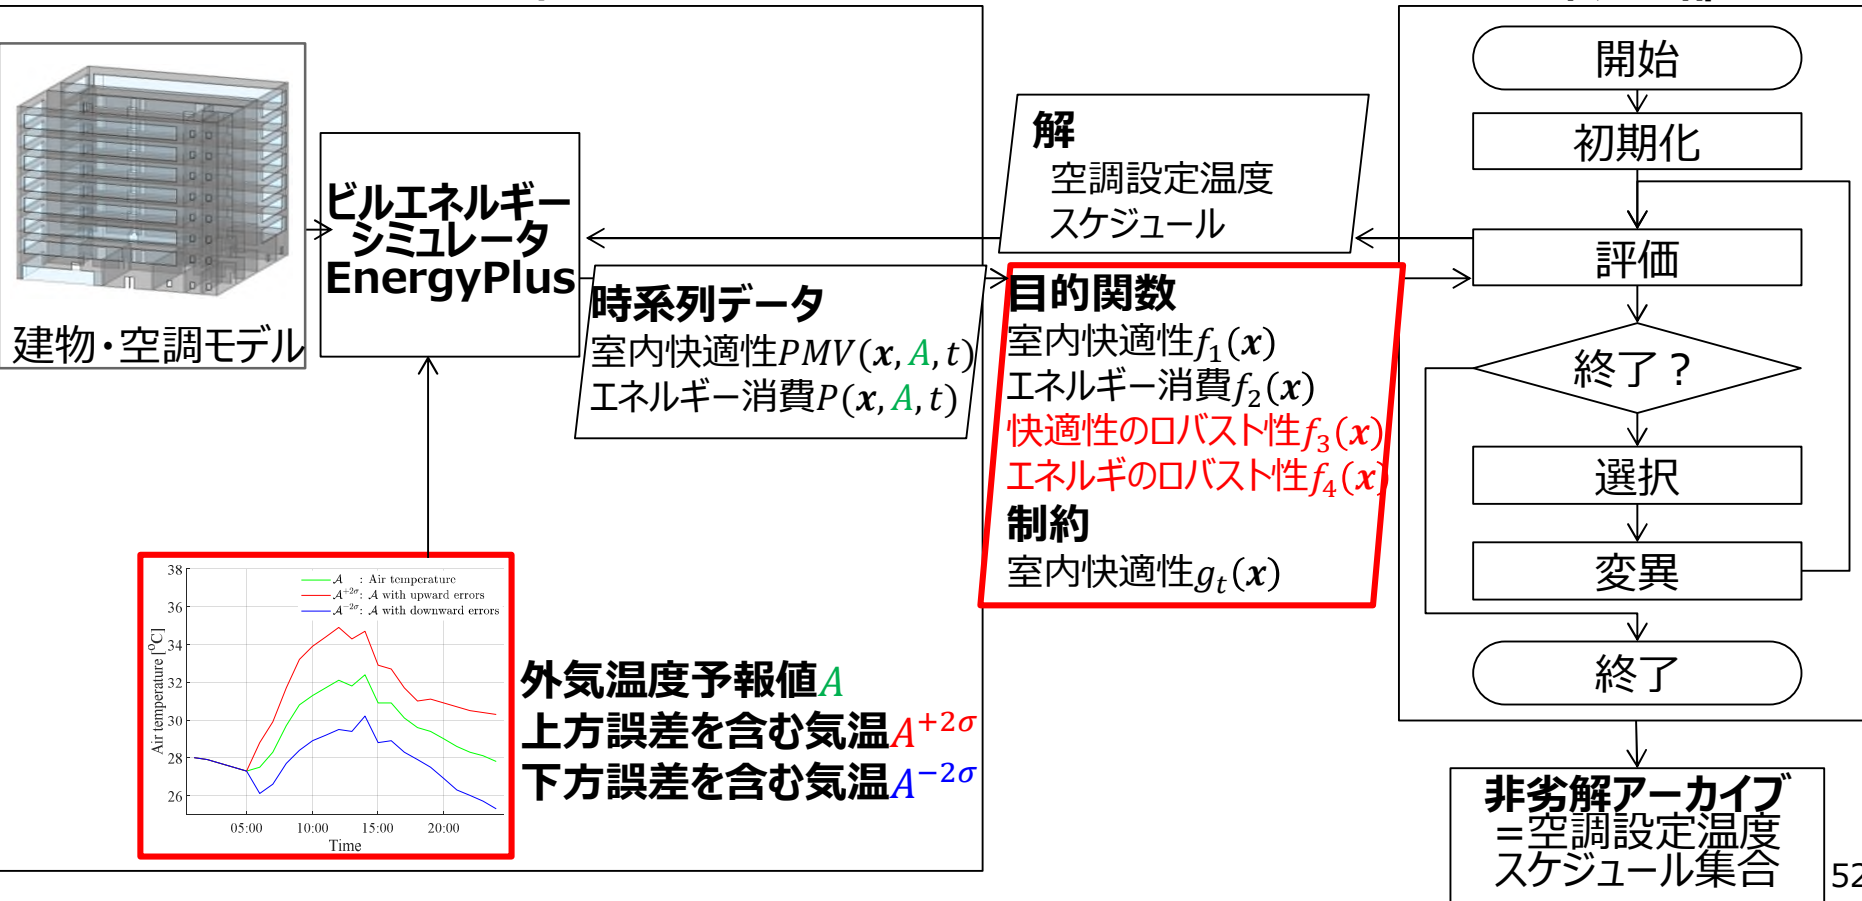 建物・空調モデル
ビルエネルギー
シミュレータ
EnergyPlus
時系列データ
室内快適性PMV(x, A, t)
エネルギー消費P(x, A, t)
解
空調設定温度
スケジュール
目的関数
室内快適性f₁(x)
エネルギー消費f₂(x)
快適性のロバスト性f₃(x)
エネルギのロバスト性f₄(x)
制約
室内快適性gₜ(x)
38
36
34
32
30
28
26
Air temperature [°C]
A : Air temperature
A^{+2σ}: A with upward errors
A^{-2σ}: A with downward errors
05:00 10:00 15:00 20:00
Time
外気温度予報値A
上方誤差を含む気温A^{+2σ}
下方誤差を含む気温A^{-2σ}
開始
初期化
評価
終了？
選択
変異
終了
非劣解アーカイブ
=空調設定温度
スケジュール集合
52